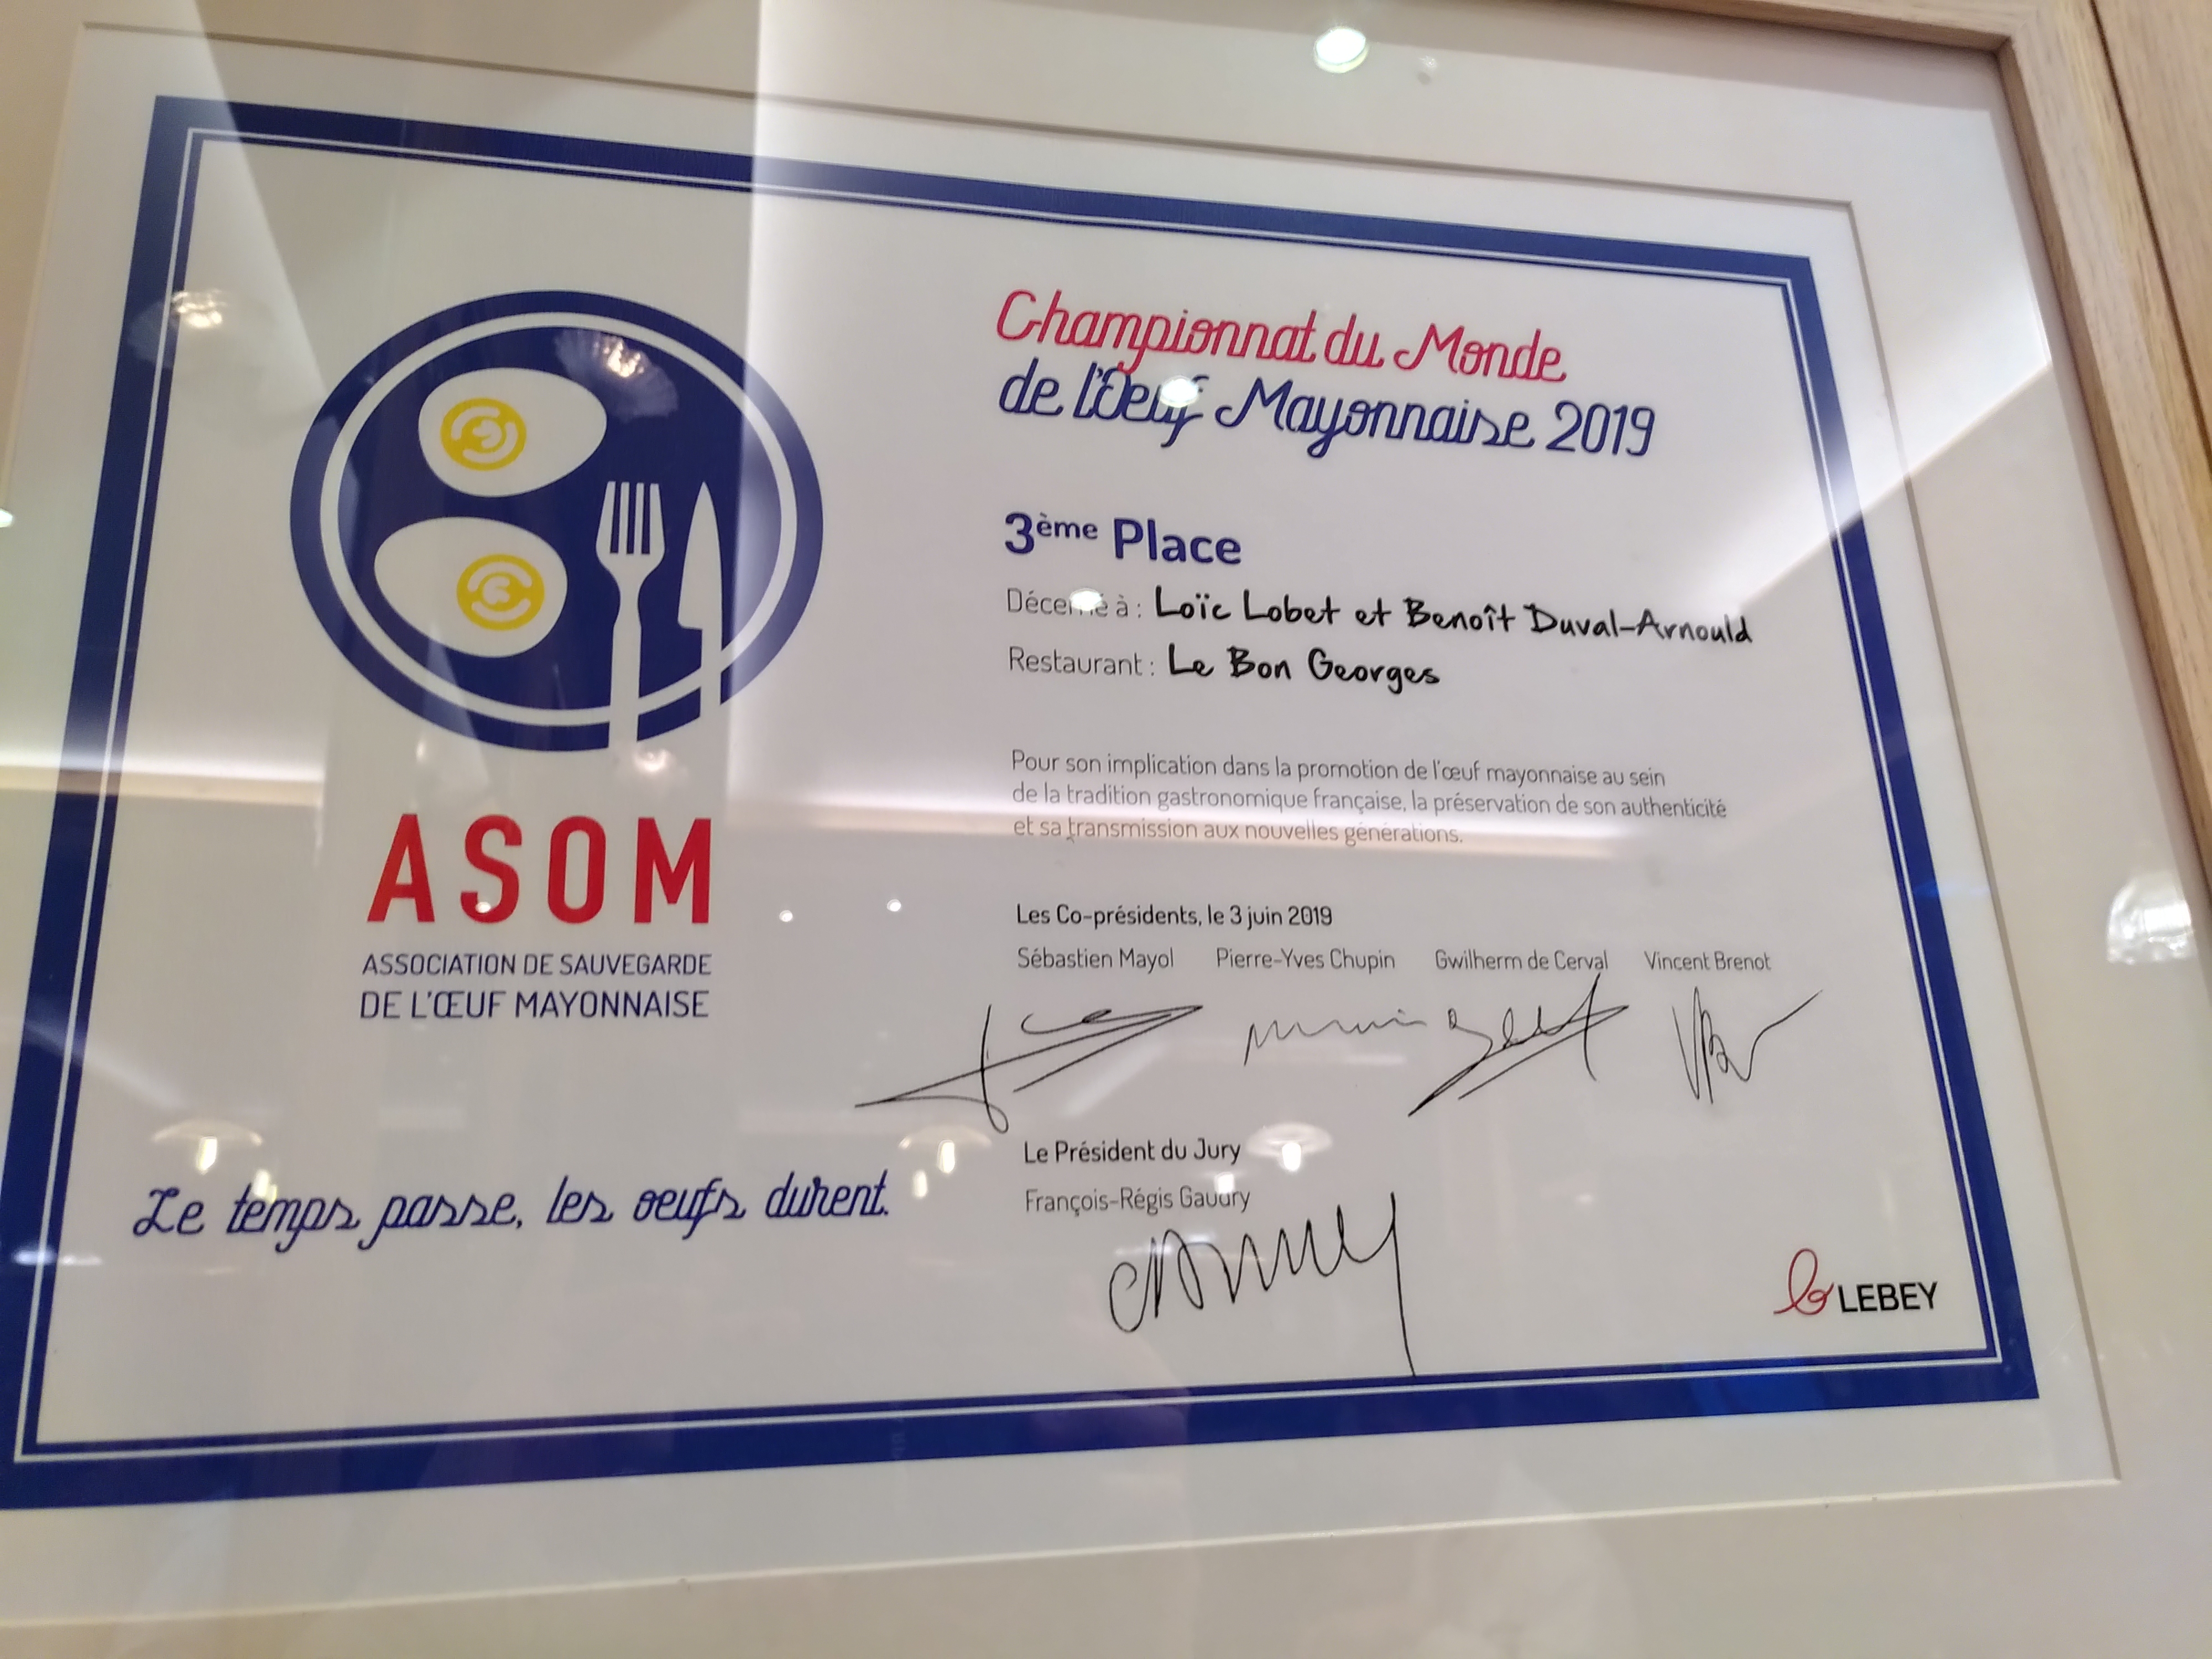 Championnat du Monde
de l'Oeuf Mayonnaise 2019
3ème Place
Décerné à : Loïc Lobet et Benoît Duval-Arnould
Restaurant : Le Bon Georges
Pour son implication dans la promotion de l'œuf mayonnaise au sein
de la tradition gastronomique française, la préservation de son authenticité
et sa transmission aux nouvelles générations.
Les Co-présidents, le 3 juin 2019
Sébastien Mayol Pierre-Yves Chupin Gwilherm de Cerval Vincent Brenot
Le Président du Jury
François-Régis Gaudry
ASOM
ASSOCIATION DE SAUVEGARDE
DE L'ŒUF MAYONNAISE
Le temps passe, les oeufs durent.
LEBEY